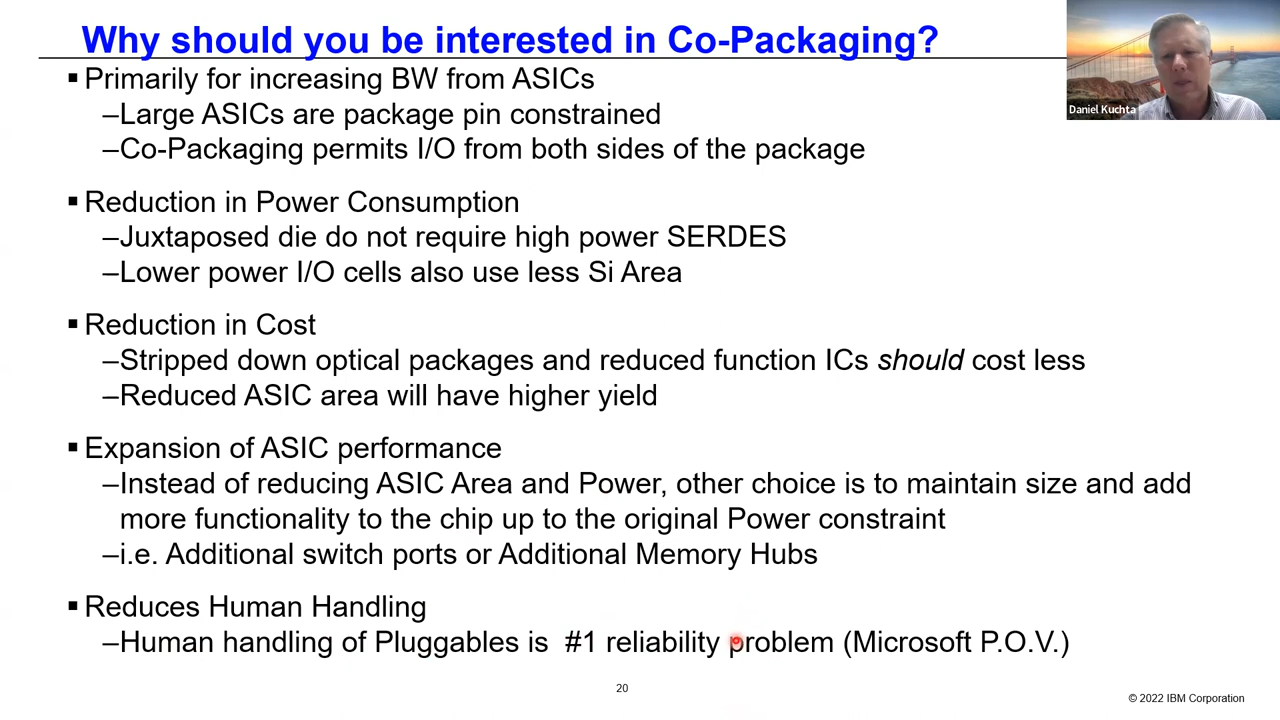 Why should you be interested in Co-Packaging?
Daniel Kuchta
▪ Primarily for increasing BW from ASICs
–Large ASICs are package pin constrained
–Co-Packaging permits I/O from both sides of the package
▪ Reduction in Power Consumption
–Juxtaposed die do not require high power SERDES
–Lower power I/O cells also use less Si Area
▪ Reduction in Cost
–Stripped down optical packages and reduced function ICs should cost less
–Reduced ASIC area will have higher yield
▪ Expansion of ASIC performance
–Instead of reducing ASIC Area and Power, other choice is to maintain size and add
more functionality to the chip up to the original Power constraint
–i.e. Additional switch ports or Additional Memory Hubs
▪ Reduces Human Handling
–Human handling of Pluggables is #1 reliability problem (Microsoft P.O.V.)
20
© 2022 IBM Corporation